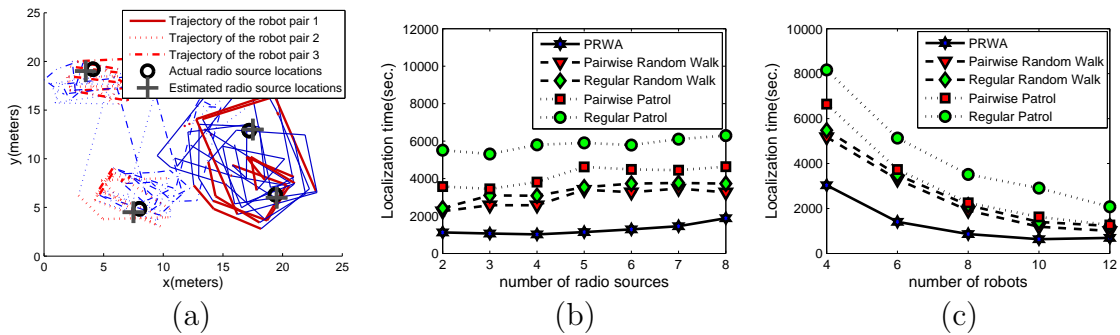 25
20
15
10
5
0
0
5
10
15
20
25
x(meters)
y(meters)
Trajectory of the robot pair 1
Trajectory of the robot pair 2
Trajectory of the robot pair 3
Actual radio source locations
Estimated radio source locations
(a)
12000
10000
8000
6000
4000
2000
0
2
3
4
5
6
7
8
number of radio sources
Localization time(sec.)
PRWA
Pairwise Random Walk
Regular Random Walk
Pairwise Patrol
Regular Patrol
(b)
10000
8000
6000
4000
2000
0
4
6
8
10
12
number of robots
Localization time(sec.)
PRWA
Pairwise Random Walk
Regular Random Walk
Pairwise Patrol
Regular Patrol
(c)